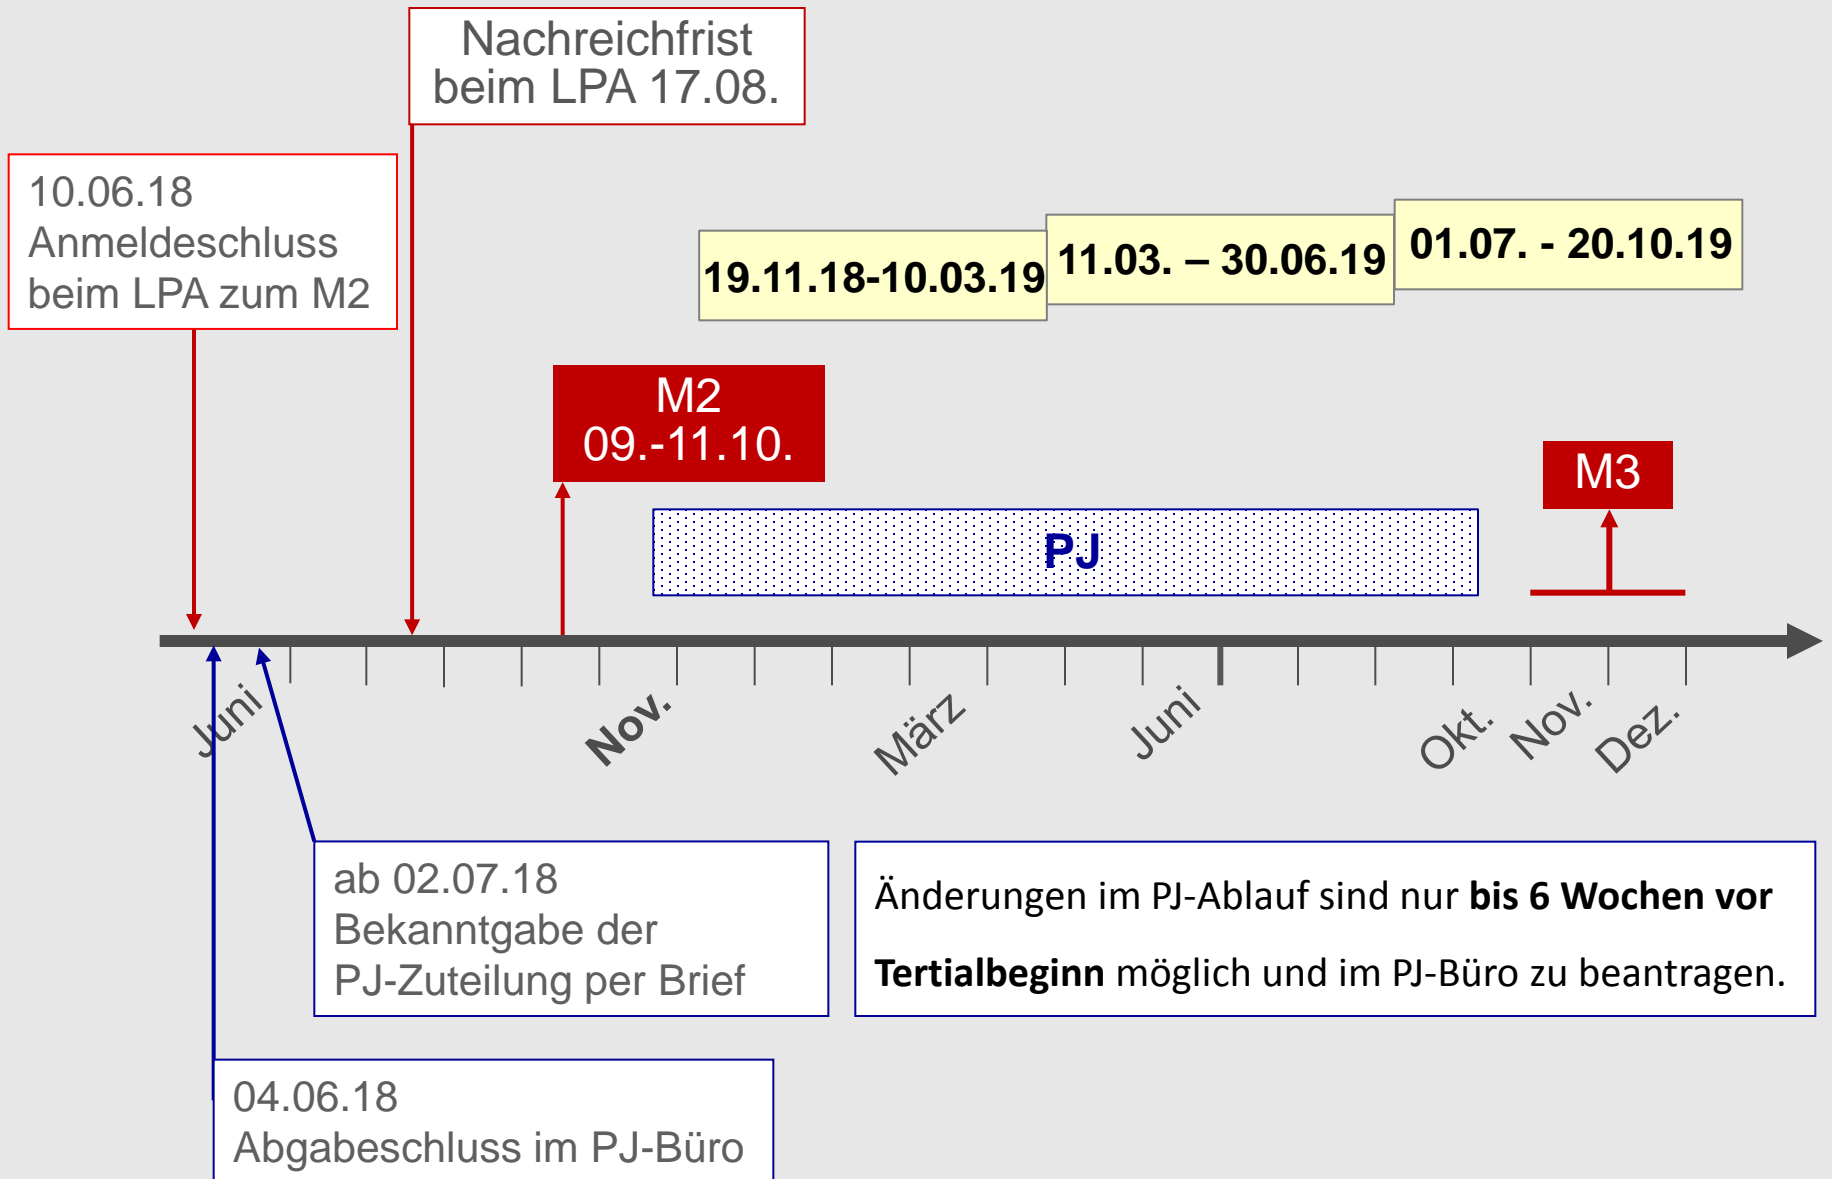 Nachreichfrist
beim LPA 17.08.
10.06.18
Anmeldeschluss
beim LPA zum M2
19.11.18-10.03.19
11.03. – 30.06.19
01.07. - 20.10.19
M2
09.-11.10.
M3
PJ
Juni
Nov.
März
Juni
Okt.
Nov.
Dez.
ab 02.07.18
Bekanntgabe der
PJ-Zuteilung per Brief
Änderungen im PJ-Ablauf sind nur bis 6 Wochen vor
Tertialbeginn möglich und im PJ-Büro zu beantragen.
04.06.18
Abgabeschluss im PJ-Büro